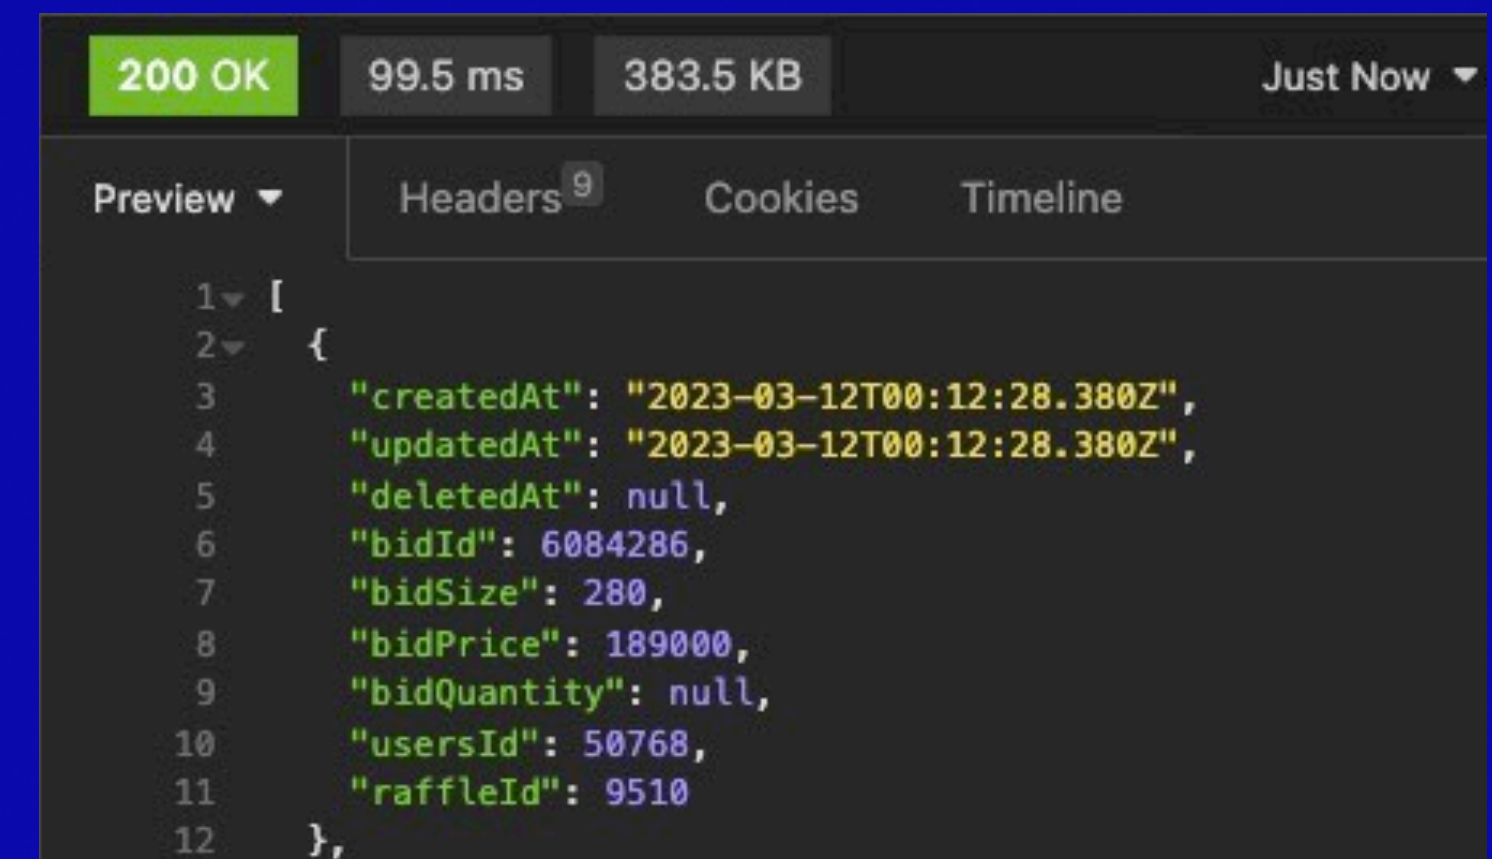 200 OK 99.5 ms 383.5 KB Just Now
Preview Headers 9 Cookies Timeline
1 [
2 {
3 "createdAt": "2023-03-12T00:12:28.380Z",
4 "updatedAt": "2023-03-12T00:12:28.380Z",
5 "deletedAt": null,
6 "bidId": 6084286,
7 "bidSize": 280,
8 "bidPrice": 189000,
9 "bidQuantity": null,
10 "usersId": 50768,
11 "raffleId": 9510
12 },